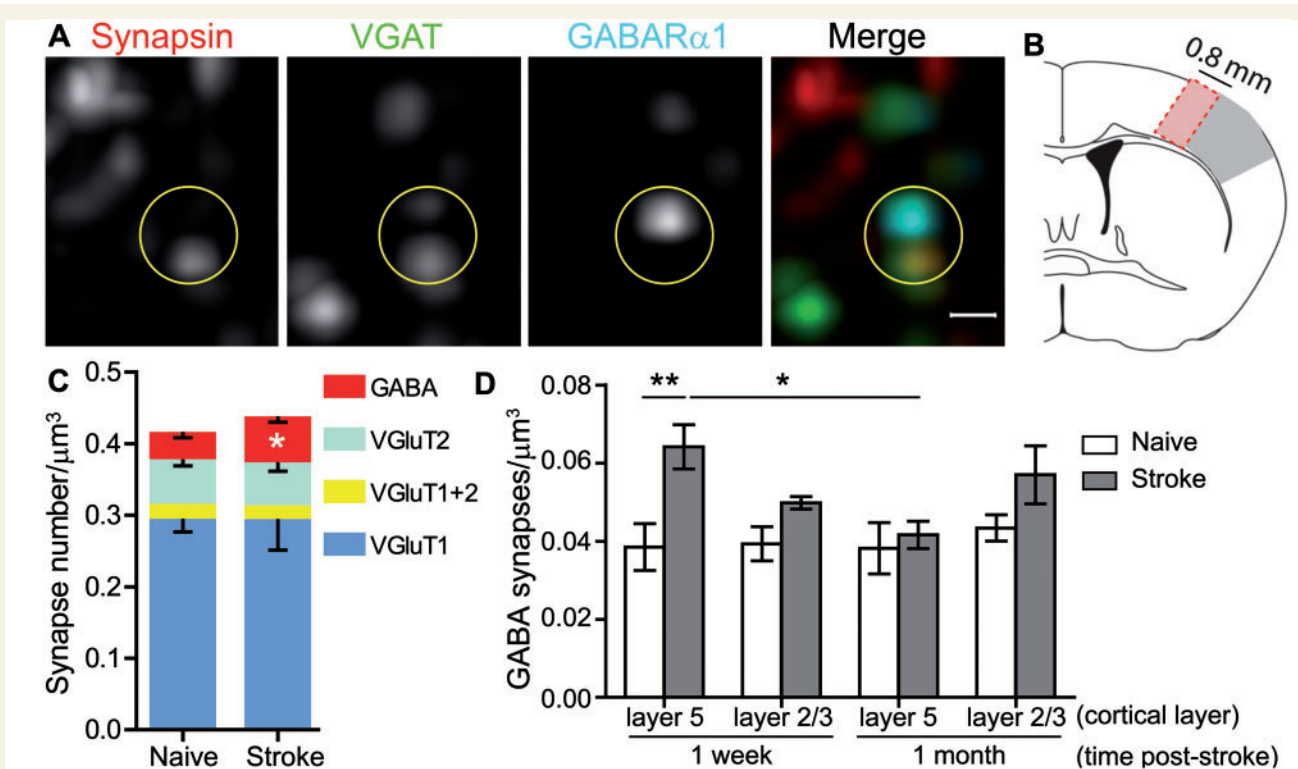 A Synapsin VGAT GABARα1 Merge
B
0.8 mm
C
Synapse number/μm³
0.5
0.4
0.3
0.2
0.1
0.0
*
Naive Stroke
GABA
VGluT2
VGluT1+2
VGluT1
D
GABA synapses/μm³
0.08
0.06
0.04
0.02
0.00
** *
Naive
Stroke
layer 5 layer 2/3 layer 5 layer 2/3 (cortical layer)
1 week 1 month (time post-stroke)